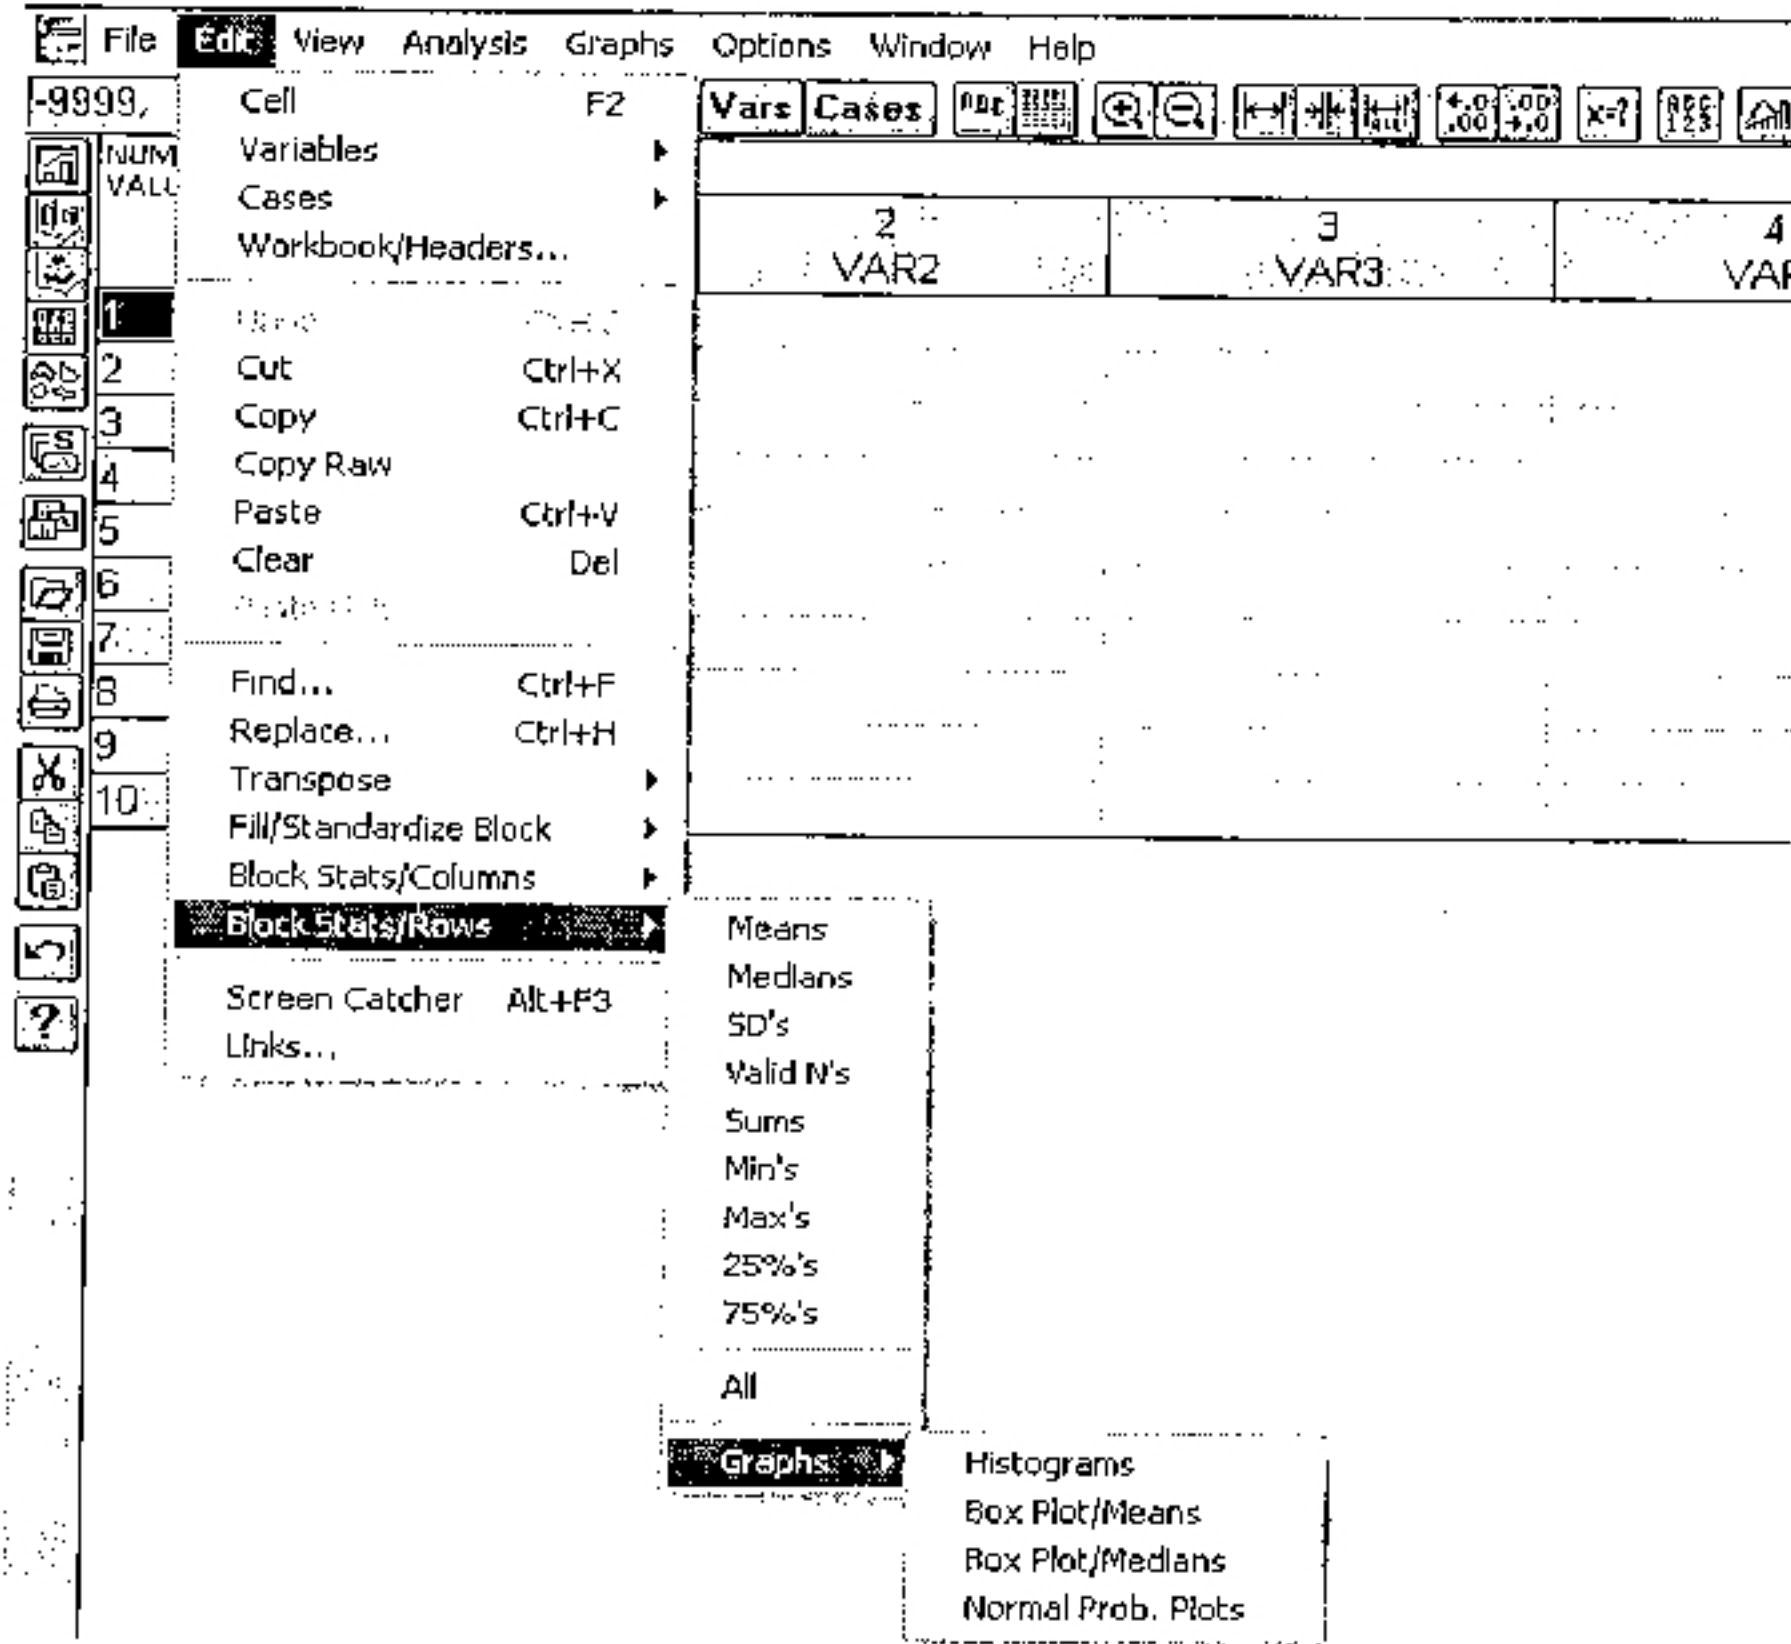 File Edit View Analysis Graphs Options Window Help
-9999,
Vars Cases
NUM
VALU
2 3 4
VAR2 VAR3 VAR
1
2
3
4
5
6
7
8
9
10
Cell F2
Variables
Cases
Workbook/Headers...
Cut Ctrl+X
Copy Ctrl+C
Copy Raw
Paste Ctrl+V
Clear Del
Find... Ctrl+F
Replace... Ctrl+H
Transpose
Fill/Standardize Block
Block Stats/Columns
Block Stats/Rows
Screen Catcher Alt+F3
Links...
Means
Medians
SD's
Valid N's
Sums
Min's
Max's
25%'s
75%'s
All
Graphs
Histograms
Box Plot/Means
Box Plot/Medians
Normal Prob. Plots